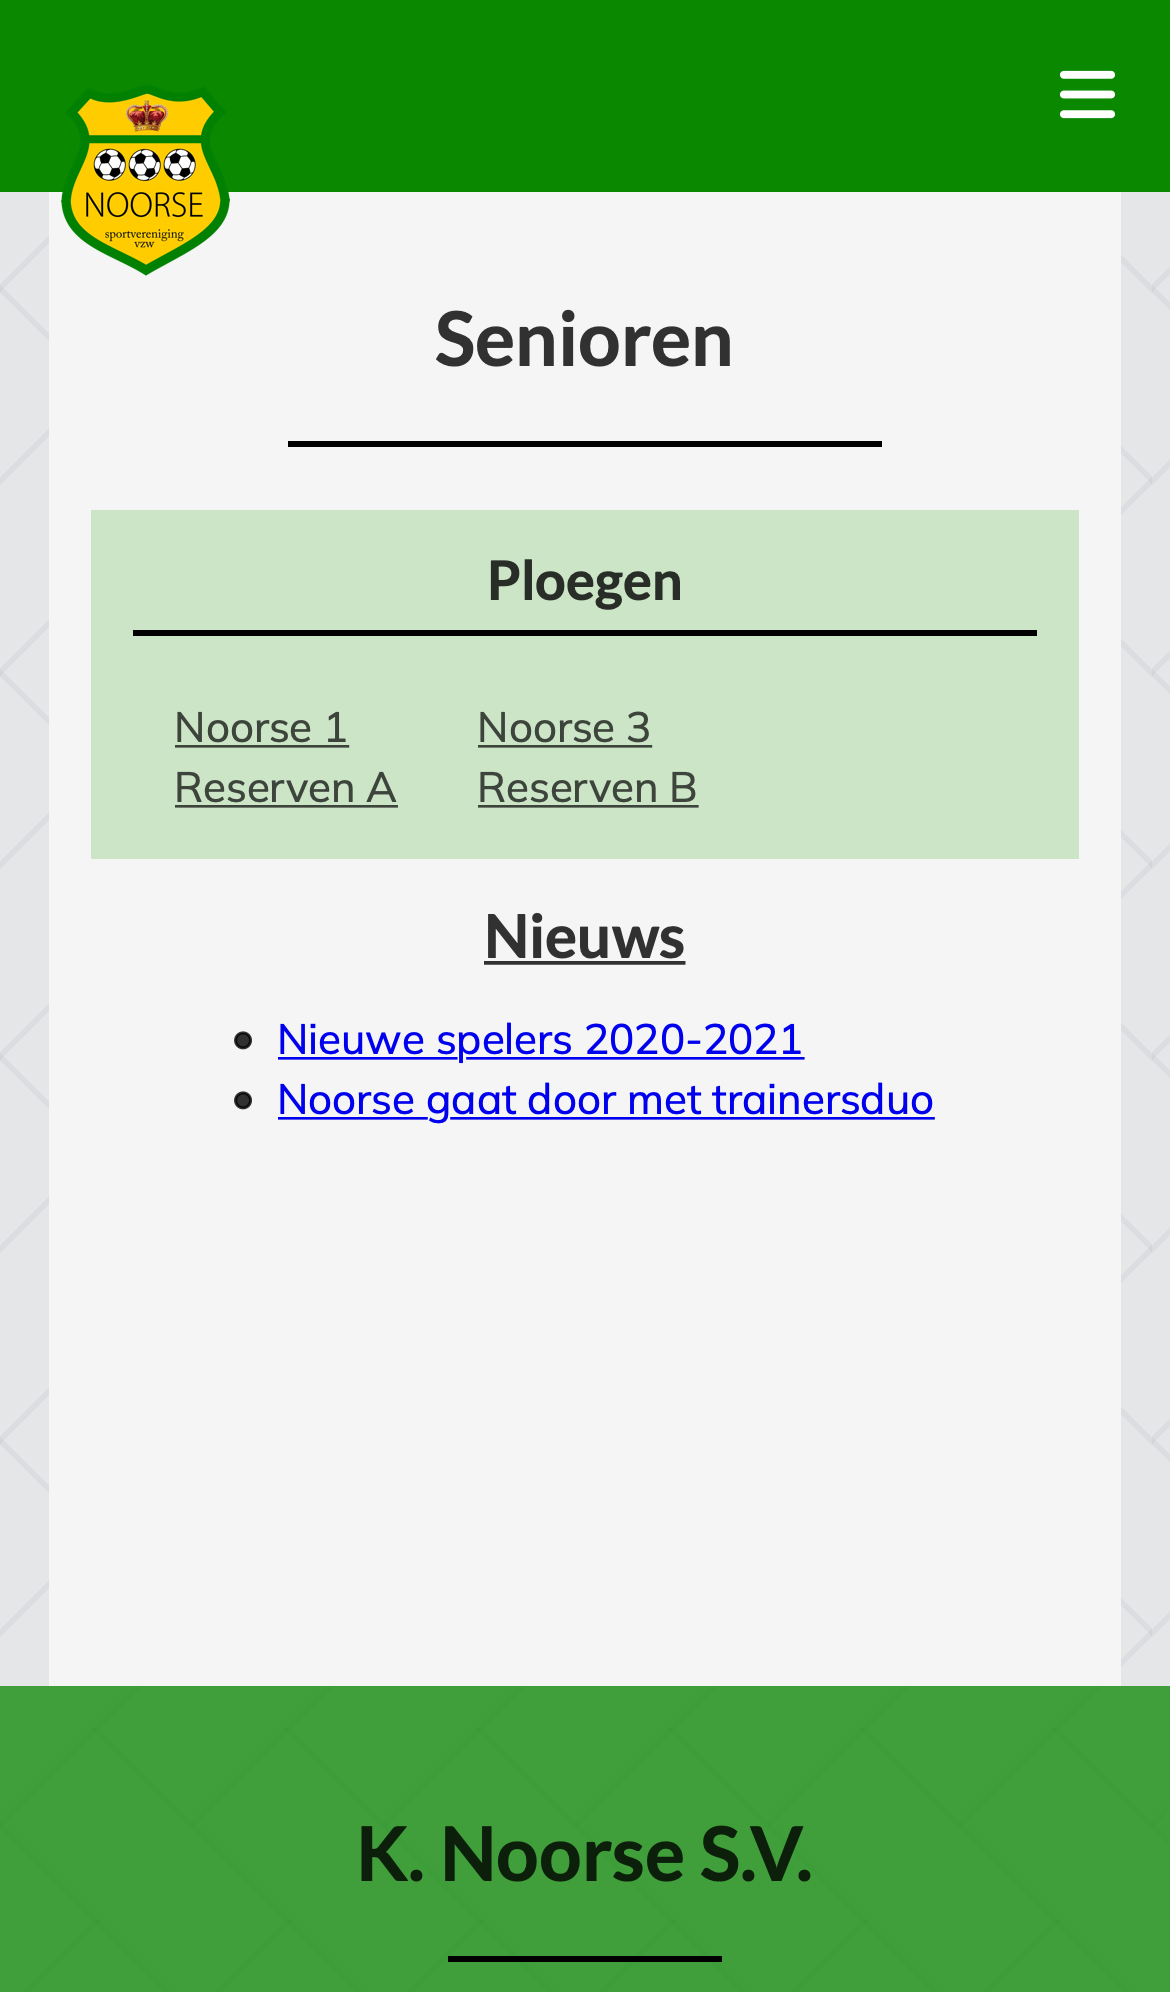 NOORSE
sportvereniging
vzw
Senioren
Ploegen
Noorse 1 Noorse 3
Reserven A Reserven B
Nieuws
Nieuwe spelers 2020-2021
Noorse gaat door met trainersduo
K. Noorse S.V.